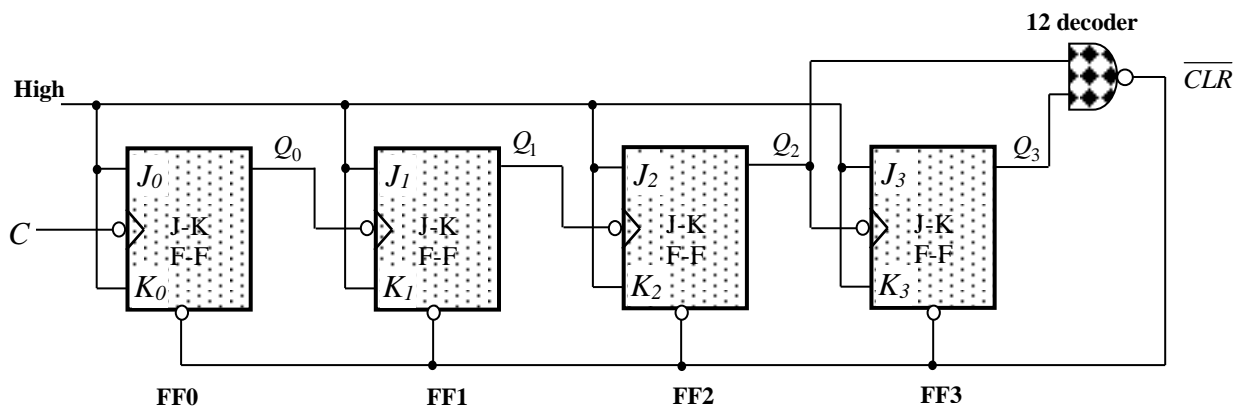 12 decoder
High
CLR
Q0
Q1
Q2
Q3
J0
J1
J2
J3
C
J-K
F-F
J-K
F-F
J-K
F-F
J-K
F-F
K0
K1
K2
K3
FF0
FF1
FF2
FF3